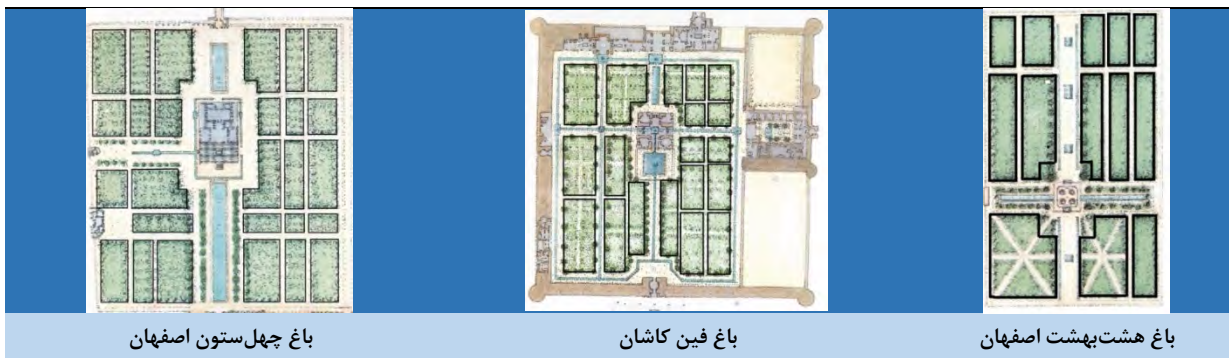 باغ هشت‌بهشت اصفهان
باغ فین کاشان
باغ چهل‌ستون اصفهان